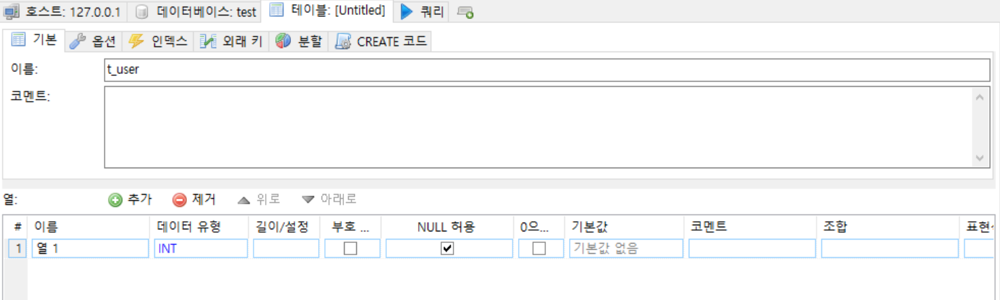 호스트: 127.0.0.1 데이터베이스: test 테이블: [Untitled] 쿼리
기본 옵션 인덱스 외래 키 분할 CREATE 코드
이름: t_user
코멘트:
열: 추가 제거 위로 아래로
# 이름 데이터 유형 길이/설정 부호 ... NULL 허용 0으... 기본값 코멘트 조합 표현
1 열 1 INT 기본값 없음